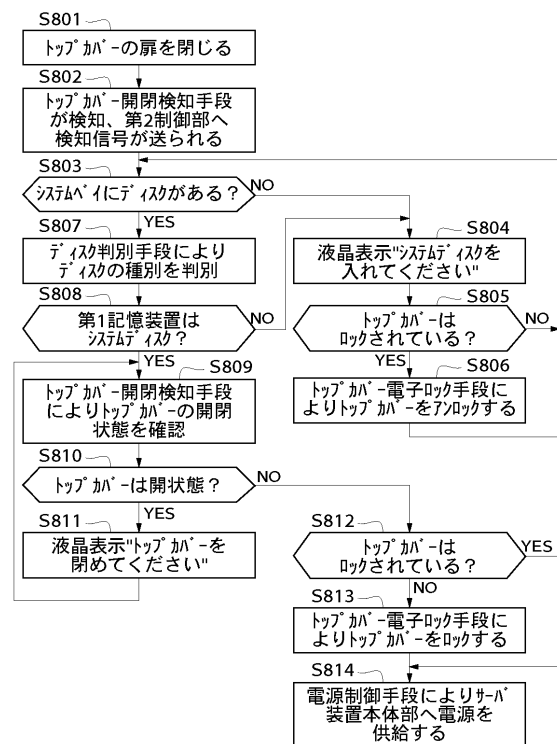 S801
トップカバーの扉を閉じる
S802
トップカバー開閉検知手段
が検知、第2制御部へ
検知信号が送られる
S803
システムベイにディスクがある?
NO
YES
S807
ディスク判別手段により
ディスクの種別を判別
S808
第1記憶装置は
システムディスク?
NO
YES
S804
液晶表示"システムディスクを
入れてください"
S805
トップカバーは
ロックされている?
NO
YES
S806
トップカバー電子ロック手段に
よりトップカバーをアンロックする
S809
トップカバー開閉検知手段
によりトップカバーの開閉
状態を確認
S810
トップカバーは開状態?
NO
YES
S811
液晶表示"トップカバーを
閉めてください"
S812
トップカバーは
ロックされている?
YES
NO
S813
トップカバー電子ロック手段に
よりトップカバーをロックする
S814
電源制御手段によりサーバ
装置本体部へ電源を
供給する